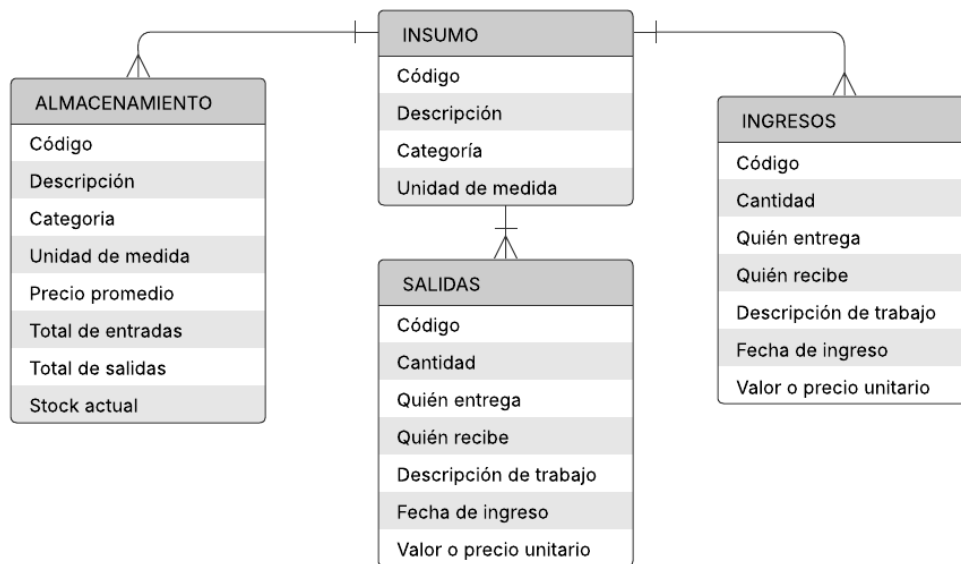 INSUMO
Código
Descripción
Categoría
Unidad de medida
ALMACENAMIENTO
Código
Descripción
Categoria
Unidad de medida
Precio promedio
Total de entradas
Total de salidas
Stock actual
INGRESOS
Código
Cantidad
Quién entrega
Quién recibe
Descripción de trabajo
Fecha de ingreso
Valor o precio unitario
SALIDAS
Código
Cantidad
Quién entrega
Quién recibe
Descripción de trabajo
Fecha de ingreso
Valor o precio unitario